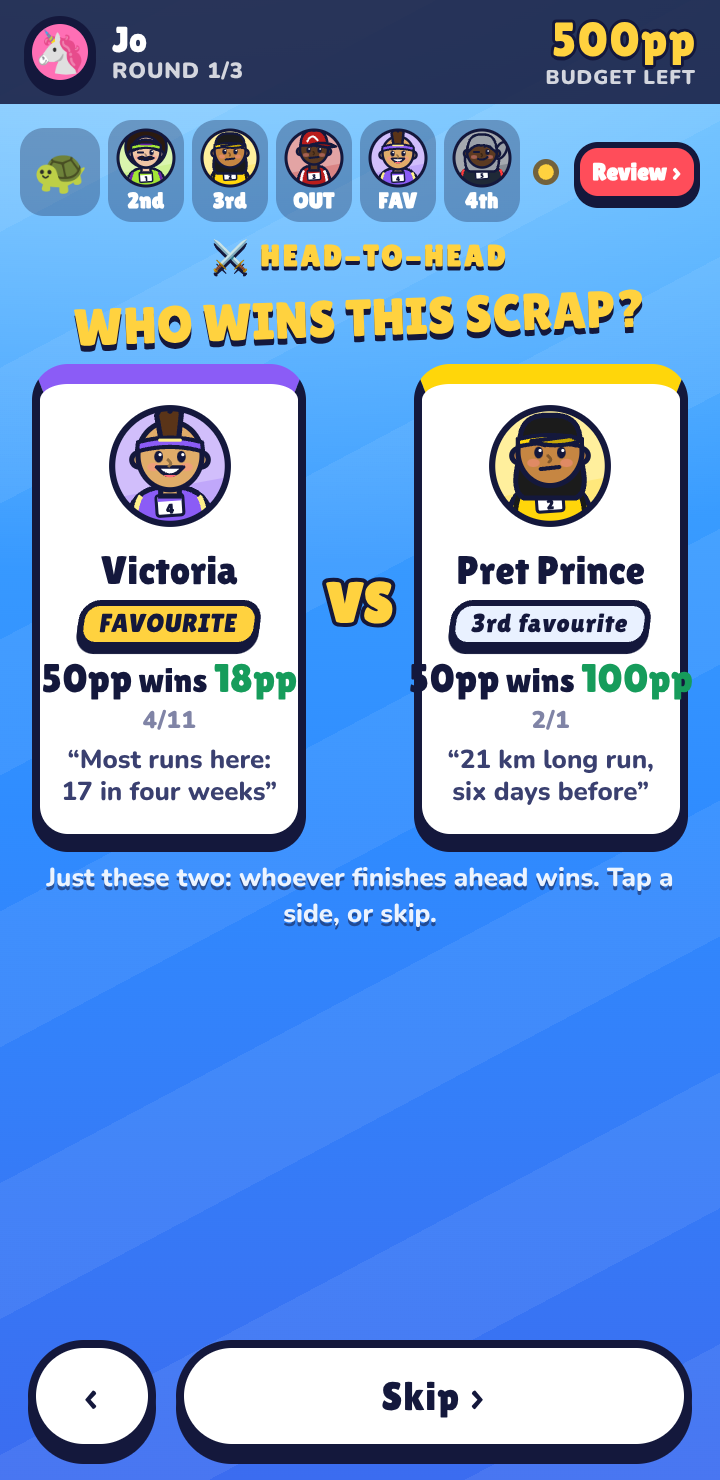 Jo
ROUND 1/3
500pp
BUDGET LEFT
2nd
3rd
OUT
FAV
4th
Review ›
HEAD-TO-HEAD
WHO WINS THIS SCRAP?
4
Victoria
FAVOURITE
50pp wins 18pp
4/11
“Most runs here:
17 in four weeks”
VS
2
Pret Prince
3rd favourite
50pp wins 100pp
2/1
“21 km long run,
six days before”
Just these two: whoever finishes ahead wins. Tap a
side, or skip.
‹
Skip ›